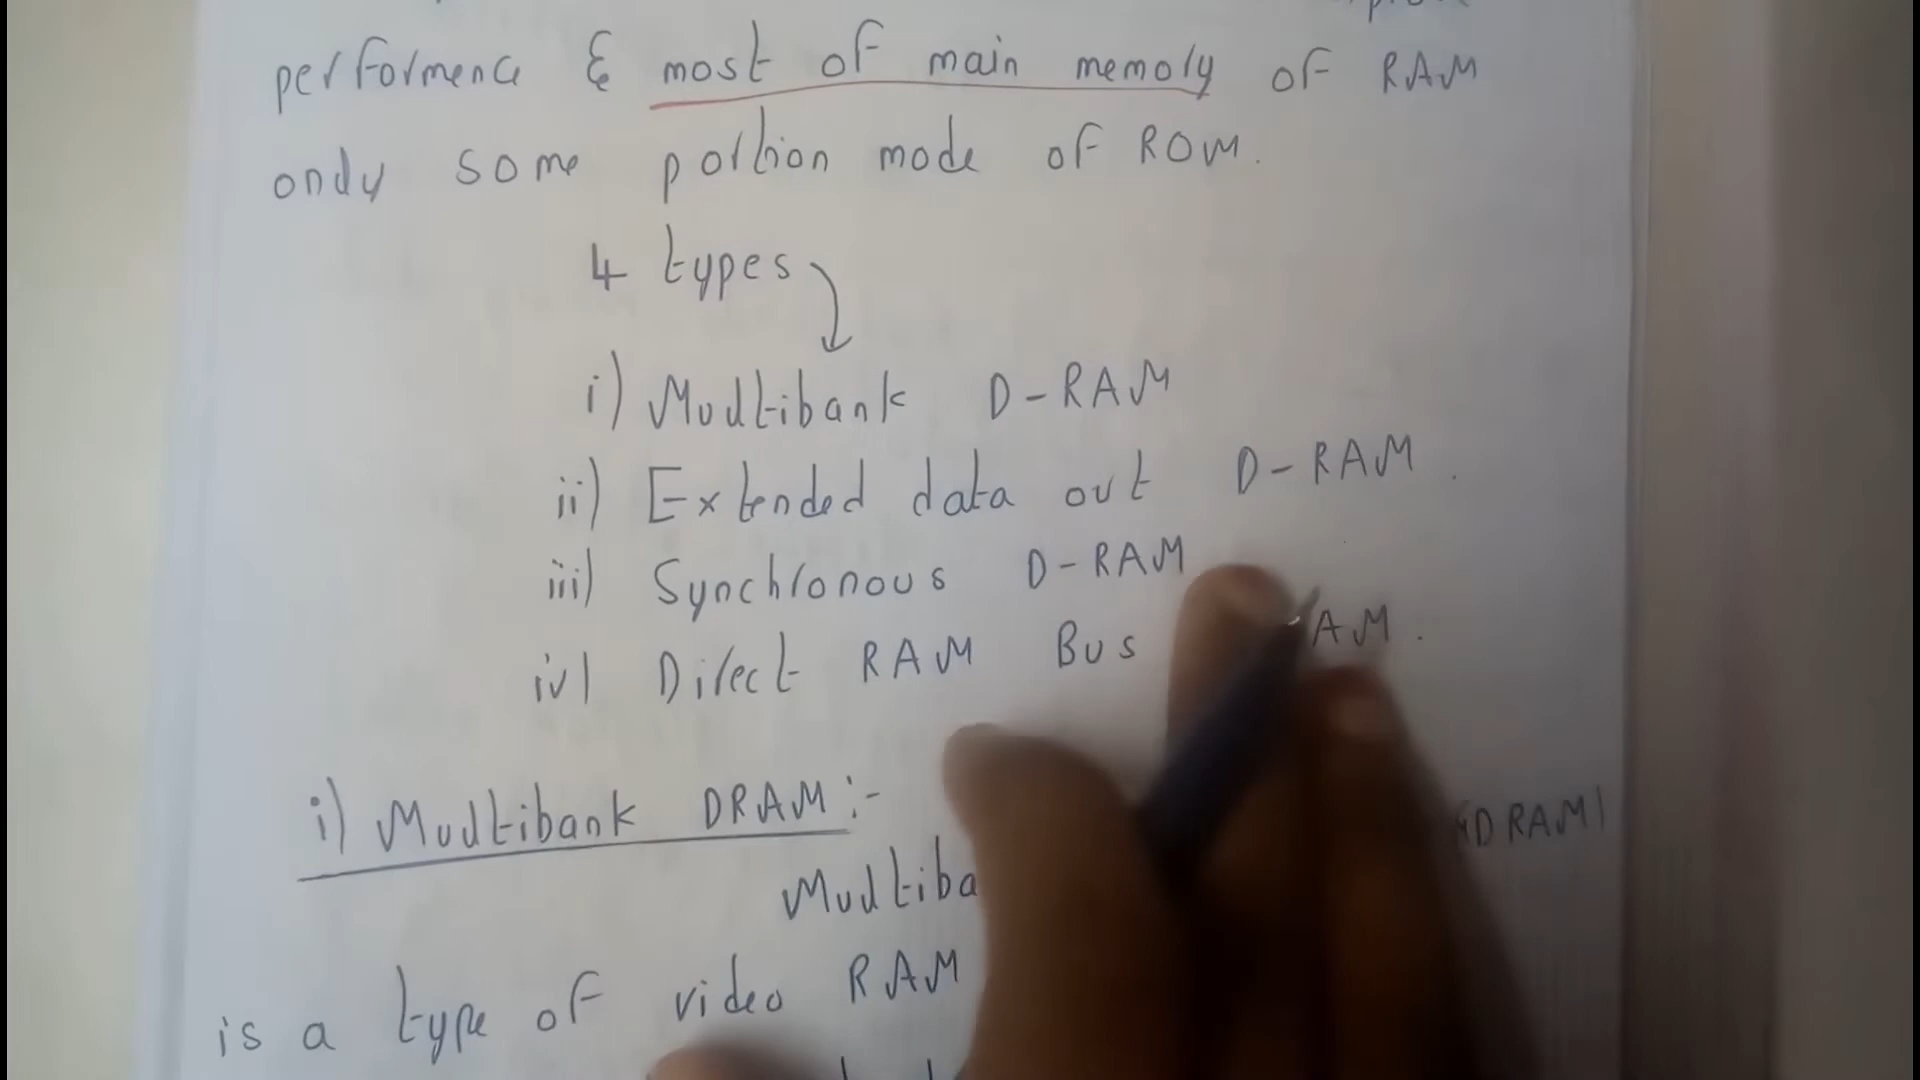 performence & most of main memory of RAM
only some portion mode of ROM.
4 types
i) Multibank D-RAM
ii) Extended data out D-RAM.
iii) Synchronous D-RAM
iv) Direct RAM Bus
i) Multibank DRAM:-
is a type of video RAM